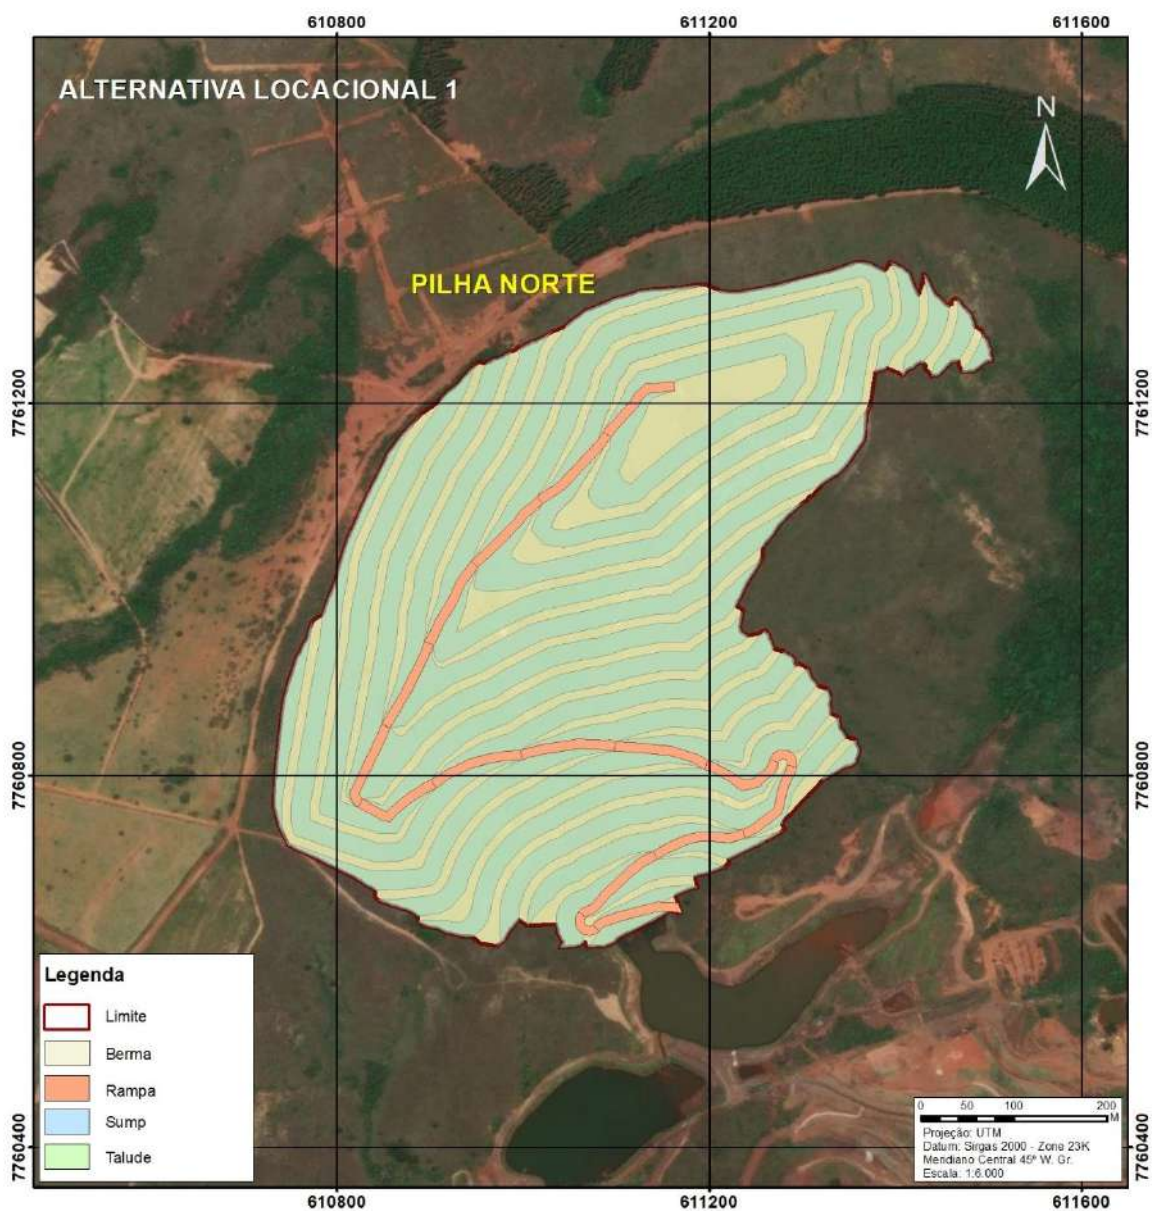 610800 611200 611600
ALTERNATIVA LOCACIONAL 1
N
PILHA NORTE
7761200 7761200
7760800 7760800
7760400 7760400
Legenda
Limite
Berma
Rampa
Sump
Talude
0 50 100 200
M
Projeção: UTM
Datum: Sirgas 2000 - Zone 23K
Meridiano Central 45º W. Gr.
Escala: 1:6.000
610800 611200 611600